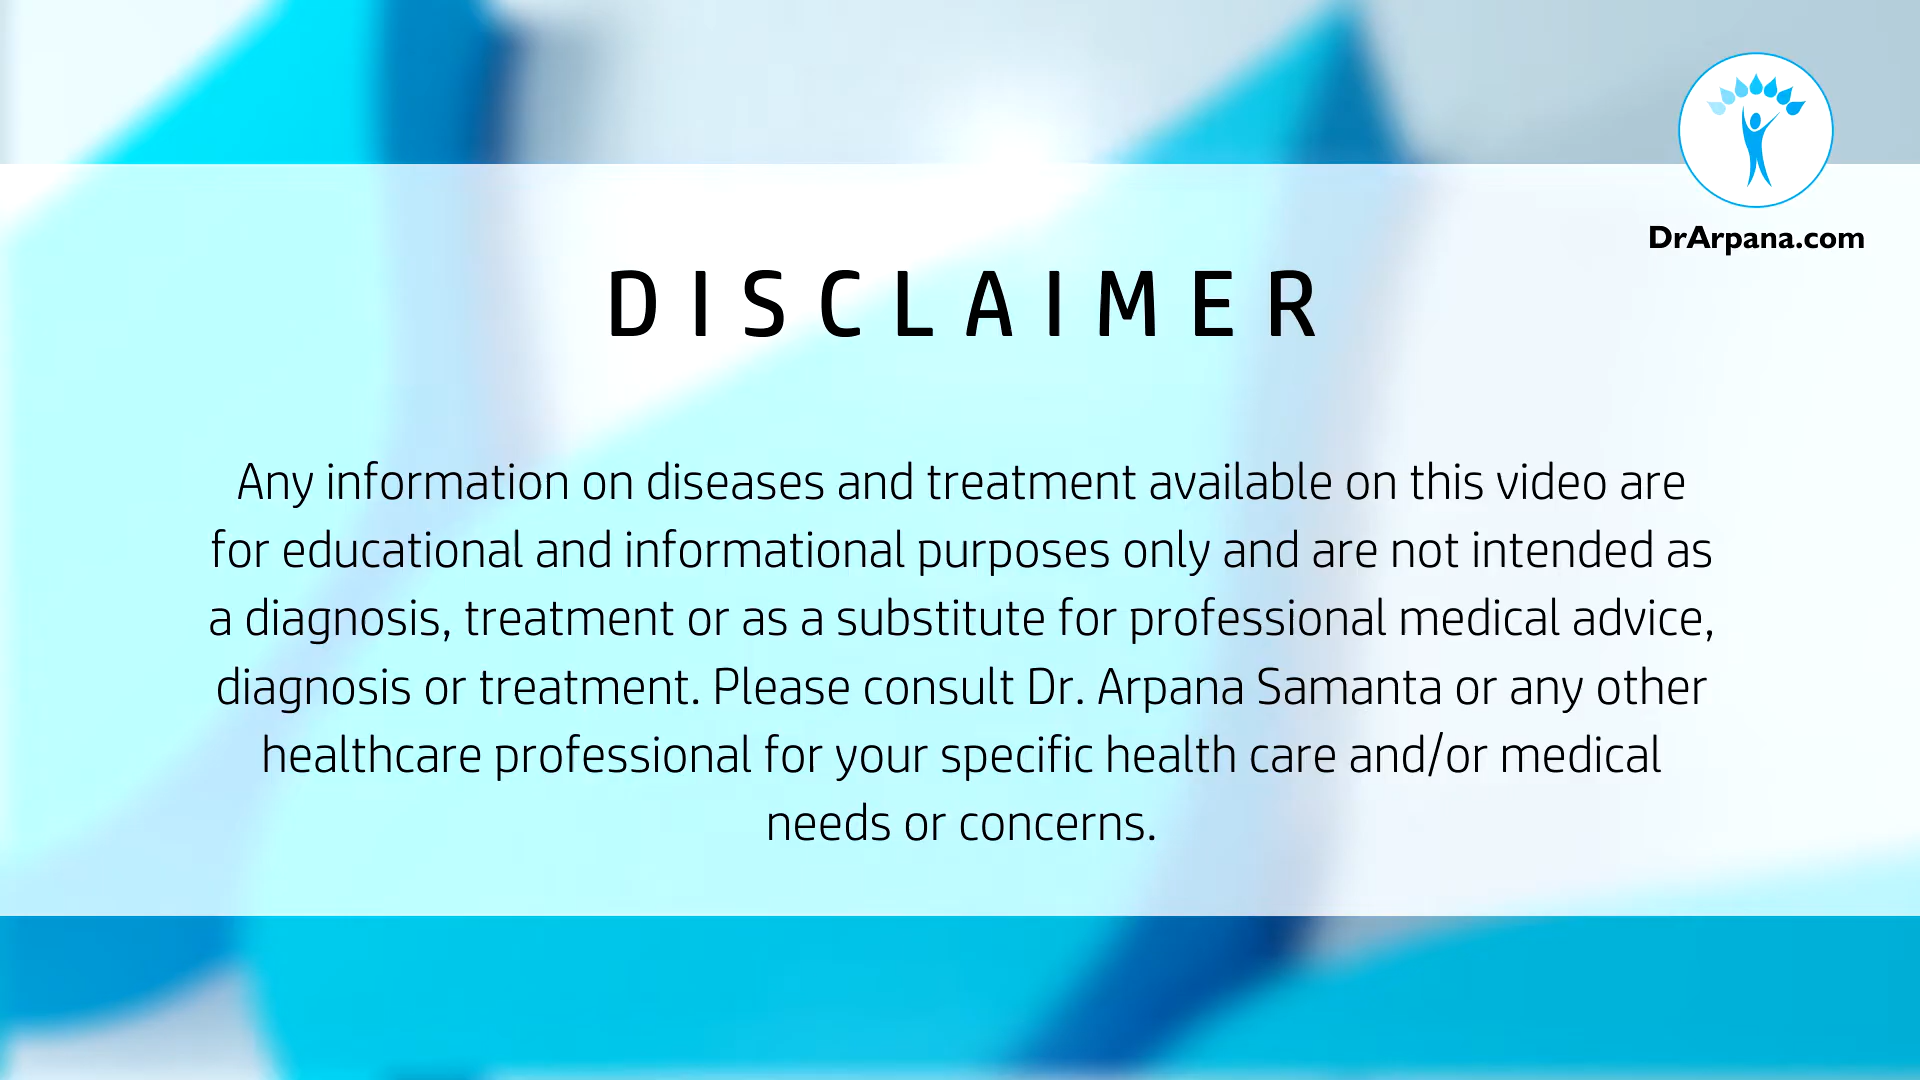 DrArpana.com
DISCLAIMER
Any information on diseases and treatment available on this video are
for educational and informational purposes only and are not intended as
a diagnosis, treatment or as a substitute for professional medical advice,
diagnosis or treatment. Please consult Dr. Arpana Samanta or any other
healthcare professional for your specific health care and/or medical
needs or concerns.